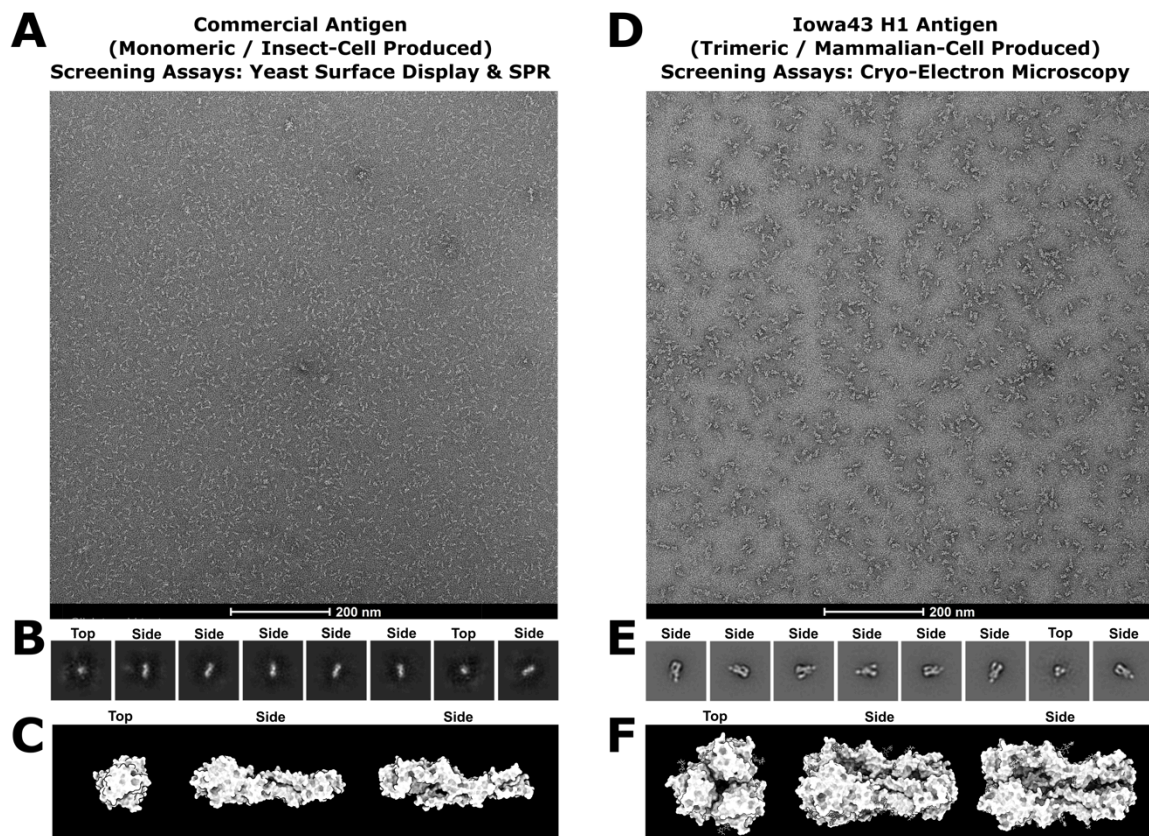 A
Commercial Antigen
(Monomeric / Insect-Cell Produced)
Screening Assays: Yeast Surface Display & SPR
200 nm
B
Top Side Side Side Side Side Top Side
C
Top Side Side
D
Iowa43 H1 Antigen
(Trimeric / Mammalian-Cell Produced)
Screening Assays: Cryo-Electron Microscopy
200 nm
E
Side Side Side Side Side Side Top Side
F
Top Side Side